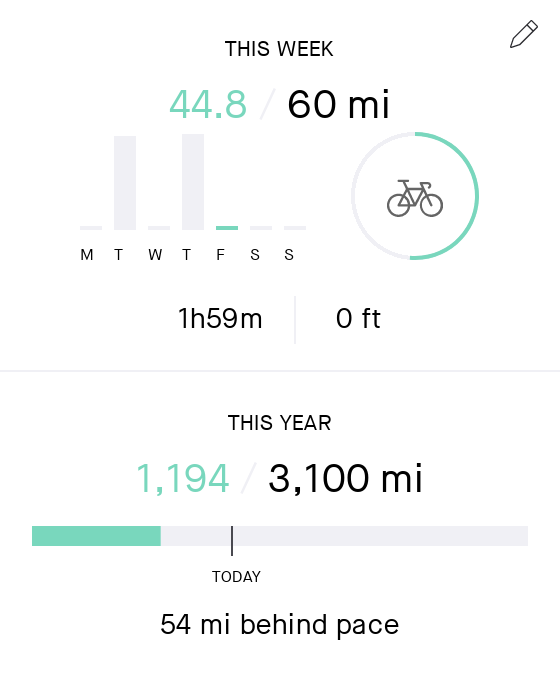 THIS WEEK
44.8 / 60 mi
M T W T F S S
1h59m | 0 ft
THIS YEAR
1,194 / 3,100 mi
TODAY
54 mi behind pace